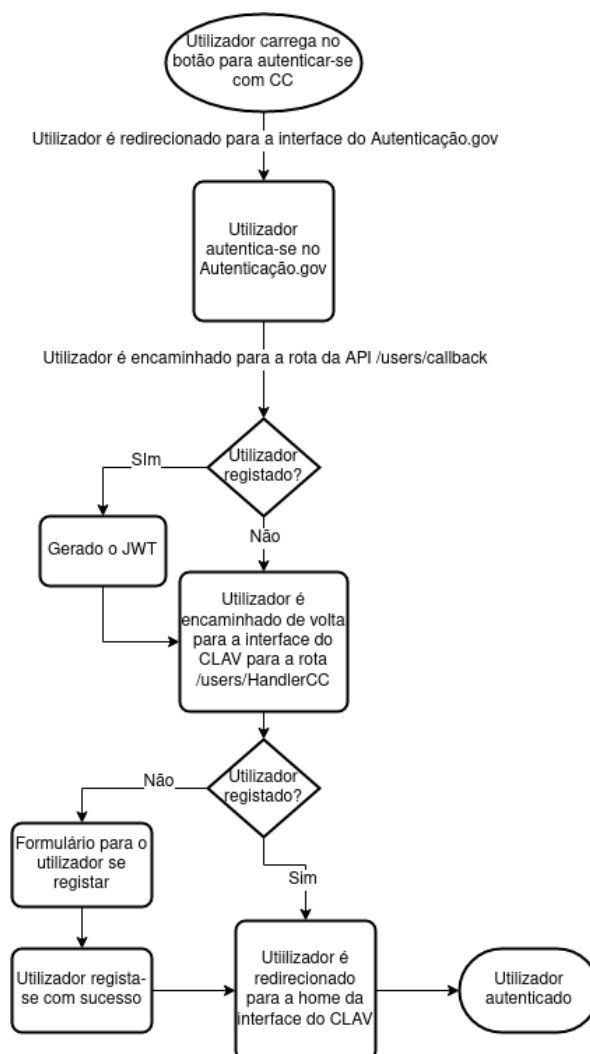 Utilizador carrega no
botão para autenticar-se
com CC
Utilizador é redirecionado para a interface do Autenticação.gov
Utilizador
autentica-se no
Autenticação.gov
Utilizador é encaminhado para a rota da API /users/callback
Utilizador
registado?
SIm
Gerado o JWT
Não
Utilizador é
encaminhado de volta
para a interface do
CLAV para a rota
/users/HandlerCC
Utilizador
registado?
Não
Formulário para o
utilizador se
registar
Sim
Utilizador regista-
se com sucesso
Utiilizador é
redirecionado
para a home da
interface do CLAV
Utilizador
autenticado